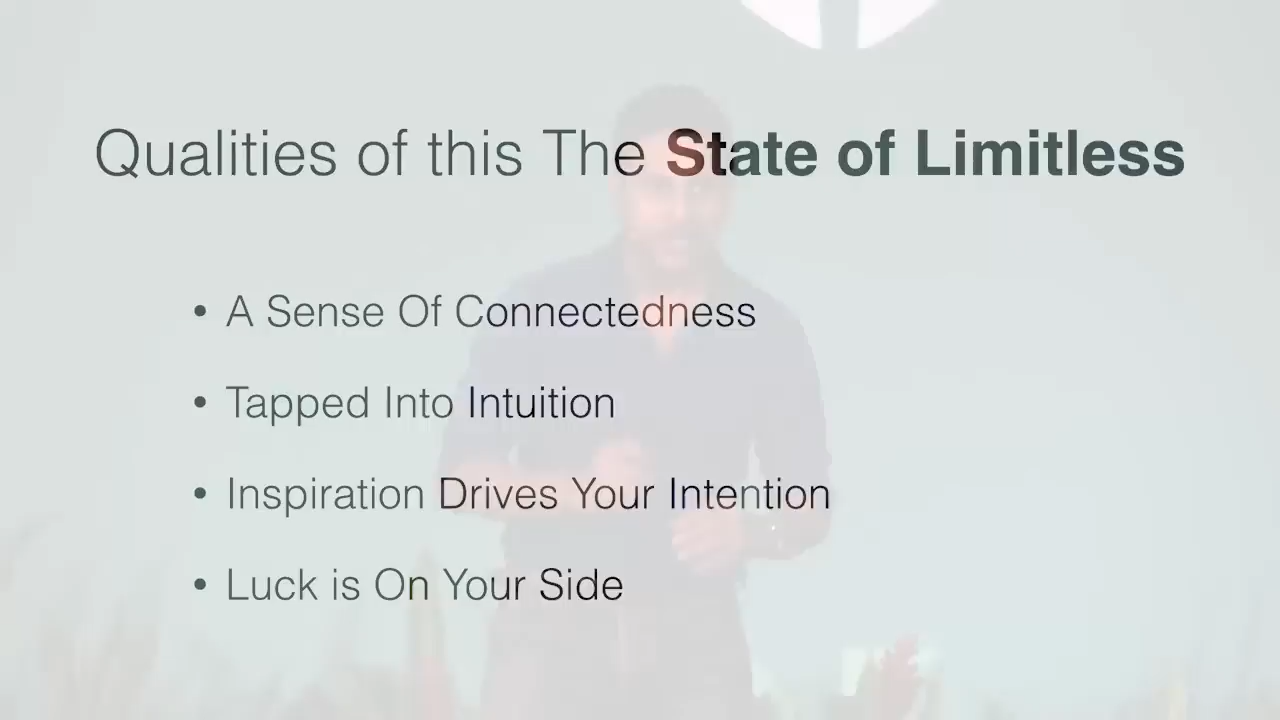 Qualities of this The State of Limitless
• A Sense Of Connectedness
• Tapped Into Intuition
• Inspiration Drives Your Intention
• Luck is On Your Side